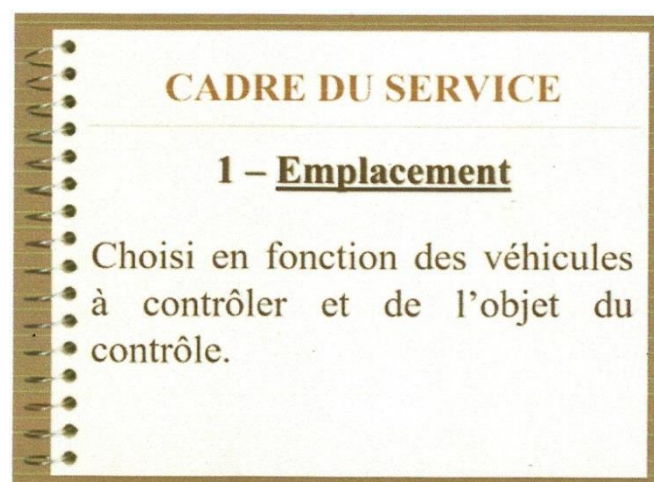 CADRE DU SERVICE
1 – Emplacement
Choisi en fonction des véhicules
à contrôler et de l'objet du
contrôle.